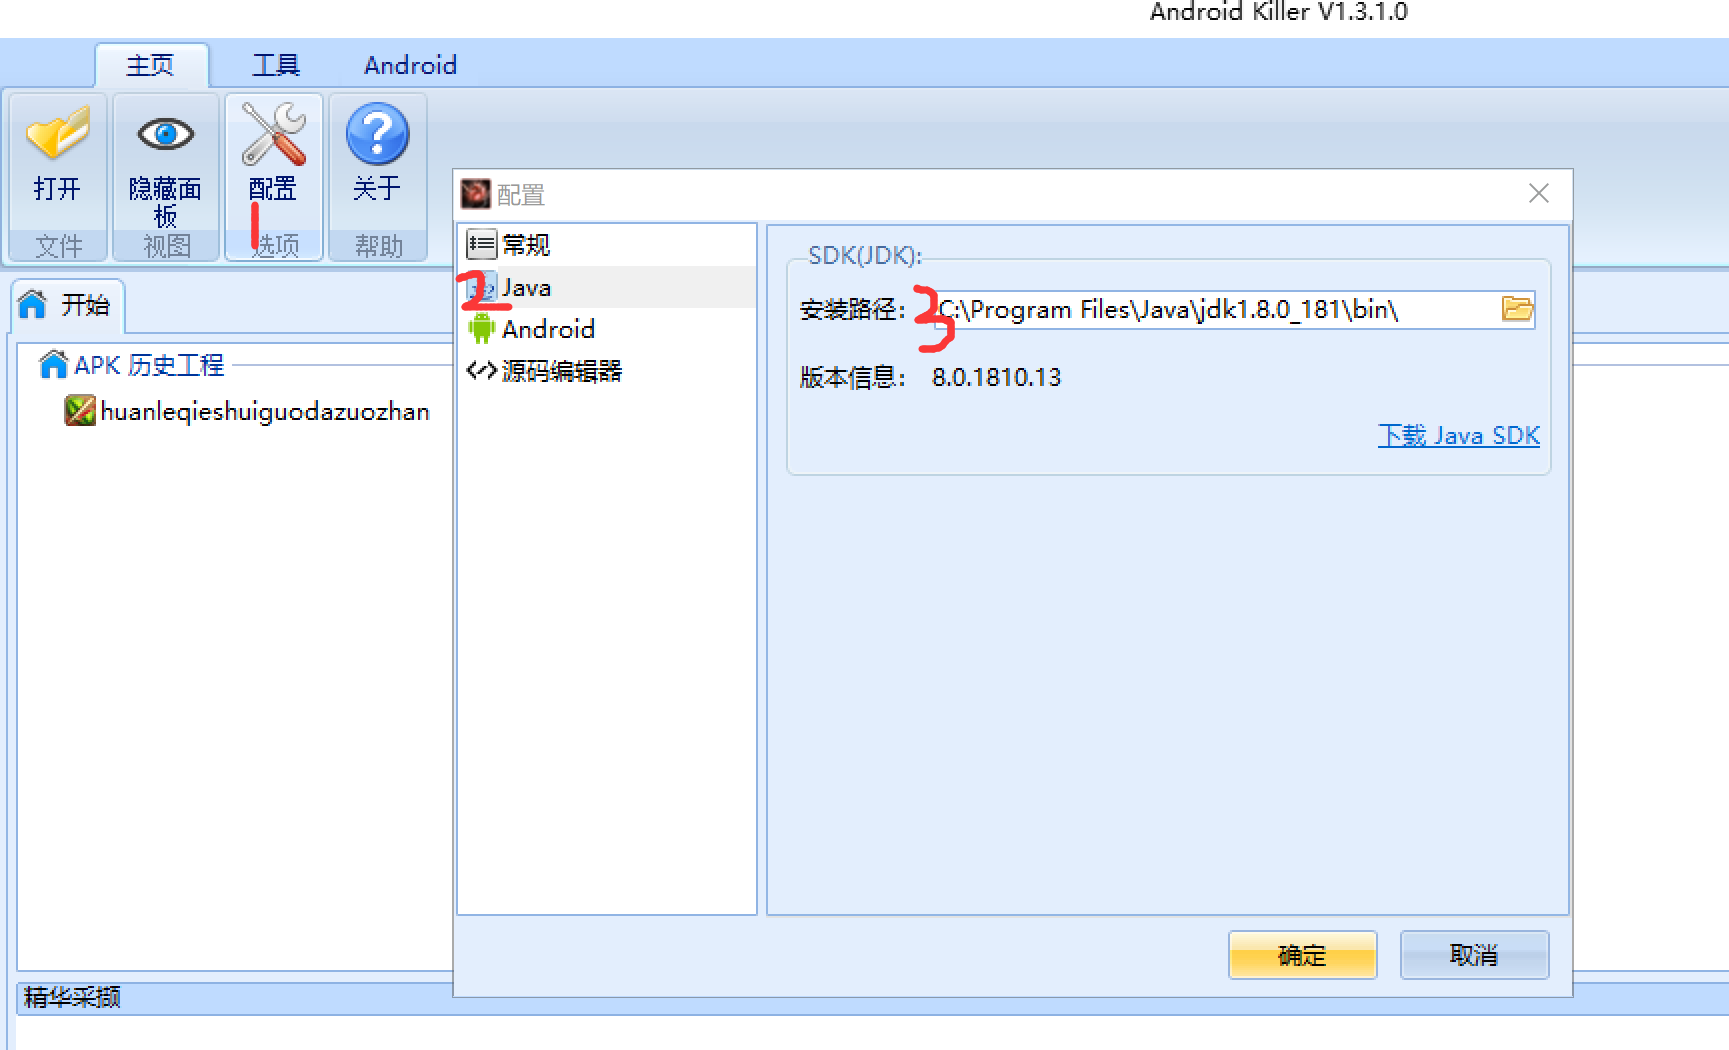 Android Killer V1.3.1.0
主页 工具 Android
打开 隐藏面板 配置 关于
1
文件 视图 选项 帮助
开始
APK 历史工程
huanleqieshuiguodazuozhan
配置
常规
2 Java
Android
源码编辑器
SDK(JDK):
安装路径: 3 C:\Program Files\Java\jdk1.8.0_181\bin\
版本信息: 8.0.1810.13
下载 Java SDK
确定 取消
精华采撷